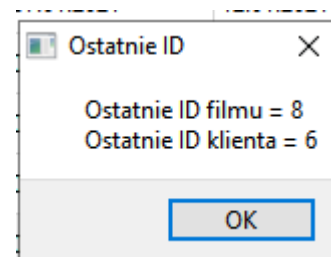 Ostatnie ID
Ostatnie ID filmu = 8
Ostatnie ID klienta = 6
OK